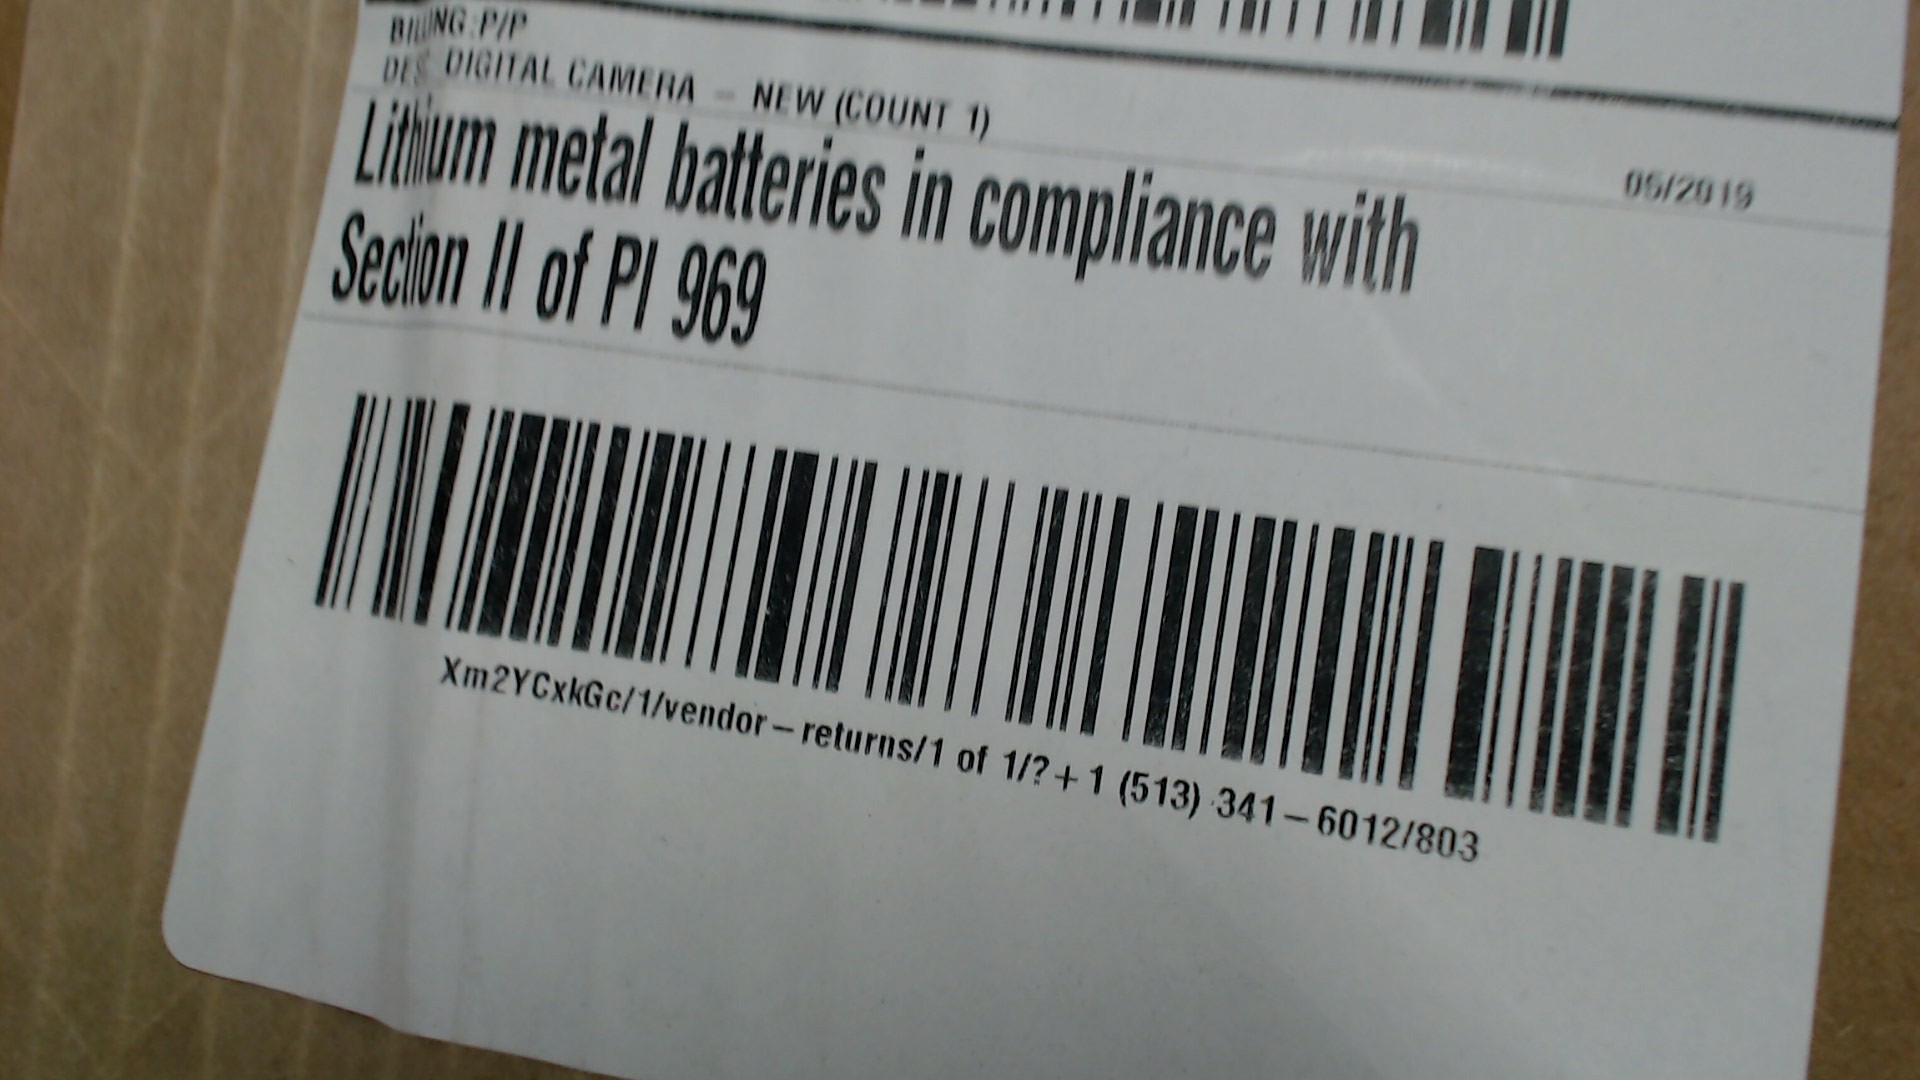 BILLING:P/P
DES DIGITAL CAMERA - NEW (COUNT 1)
05/2019
Lithium metal batteries in compliance with
Section II of PI 969
Xm2YCxkGc/1/vendor-returns/1 of 1/?+1 (513) 341-6012/803